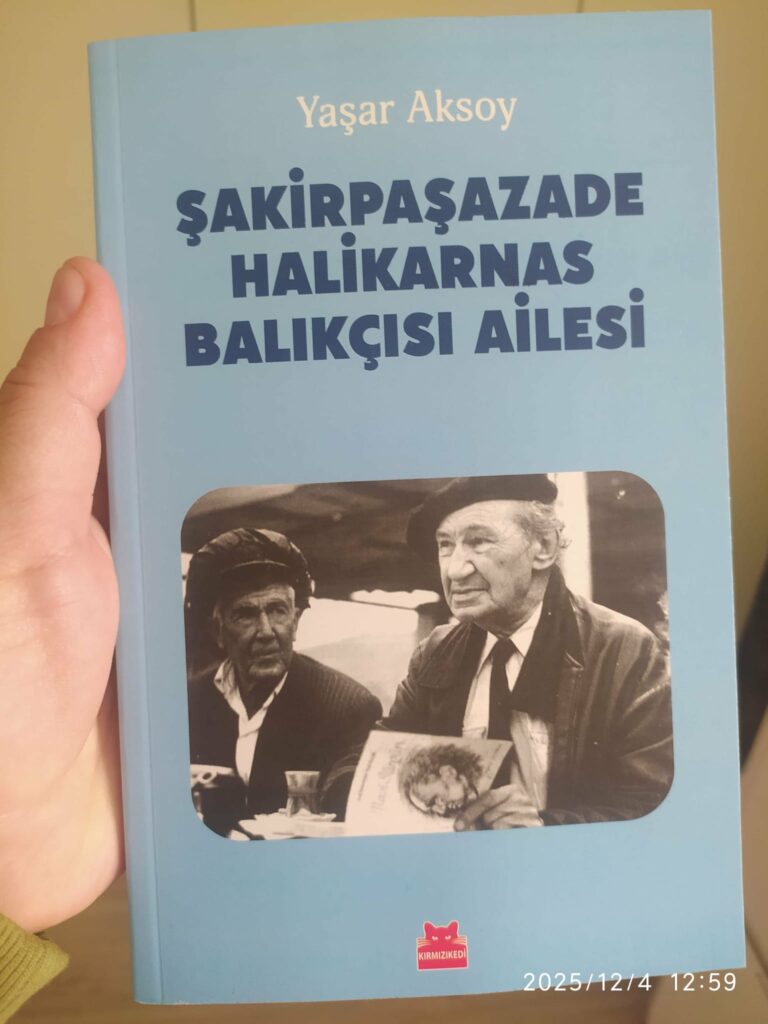 Yaşar Aksoy
ŞAKİRPAŞAZADE
HALİKARNAS
BALIKÇISI AİLESİ
KIRMIZIKEDİ
2025/12/4 12:59